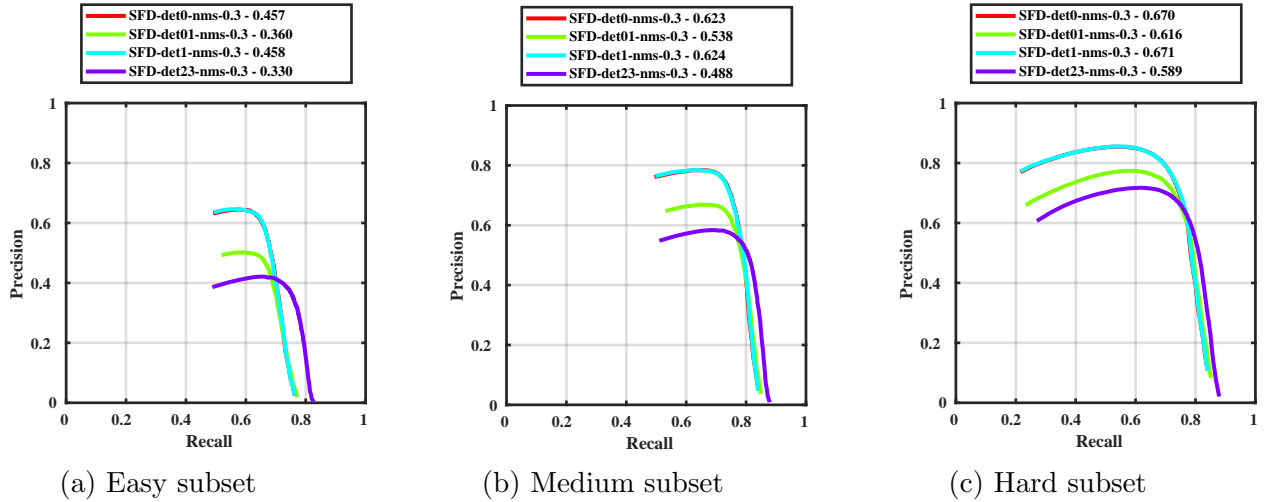 SFD-det0-nms-0.3 - 0.457
SFD-det01-nms-0.3 - 0.360
SFD-det1-nms-0.3 - 0.458
SFD-det23-nms-0.3 - 0.330
1
0.8
0.6
0.4
0.2
0
Precision
0 0.2 0.4 0.6 0.8 1
Recall
(a) Easy subset
SFD-det0-nms-0.3 - 0.623
SFD-det01-nms-0.3 - 0.538
SFD-det1-nms-0.3 - 0.624
SFD-det23-nms-0.3 - 0.488
1
0.8
0.6
0.4
0.2
0
Precision
0 0.2 0.4 0.6 0.8 1
Recall
(b) Medium subset
SFD-det0-nms-0.3 - 0.670
SFD-det01-nms-0.3 - 0.616
SFD-det1-nms-0.3 - 0.671
SFD-det23-nms-0.3 - 0.589
1
0.8
0.6
0.4
0.2
0
Precision
0 0.2 0.4 0.6 0.8 1
Recall
(c) Hard subset